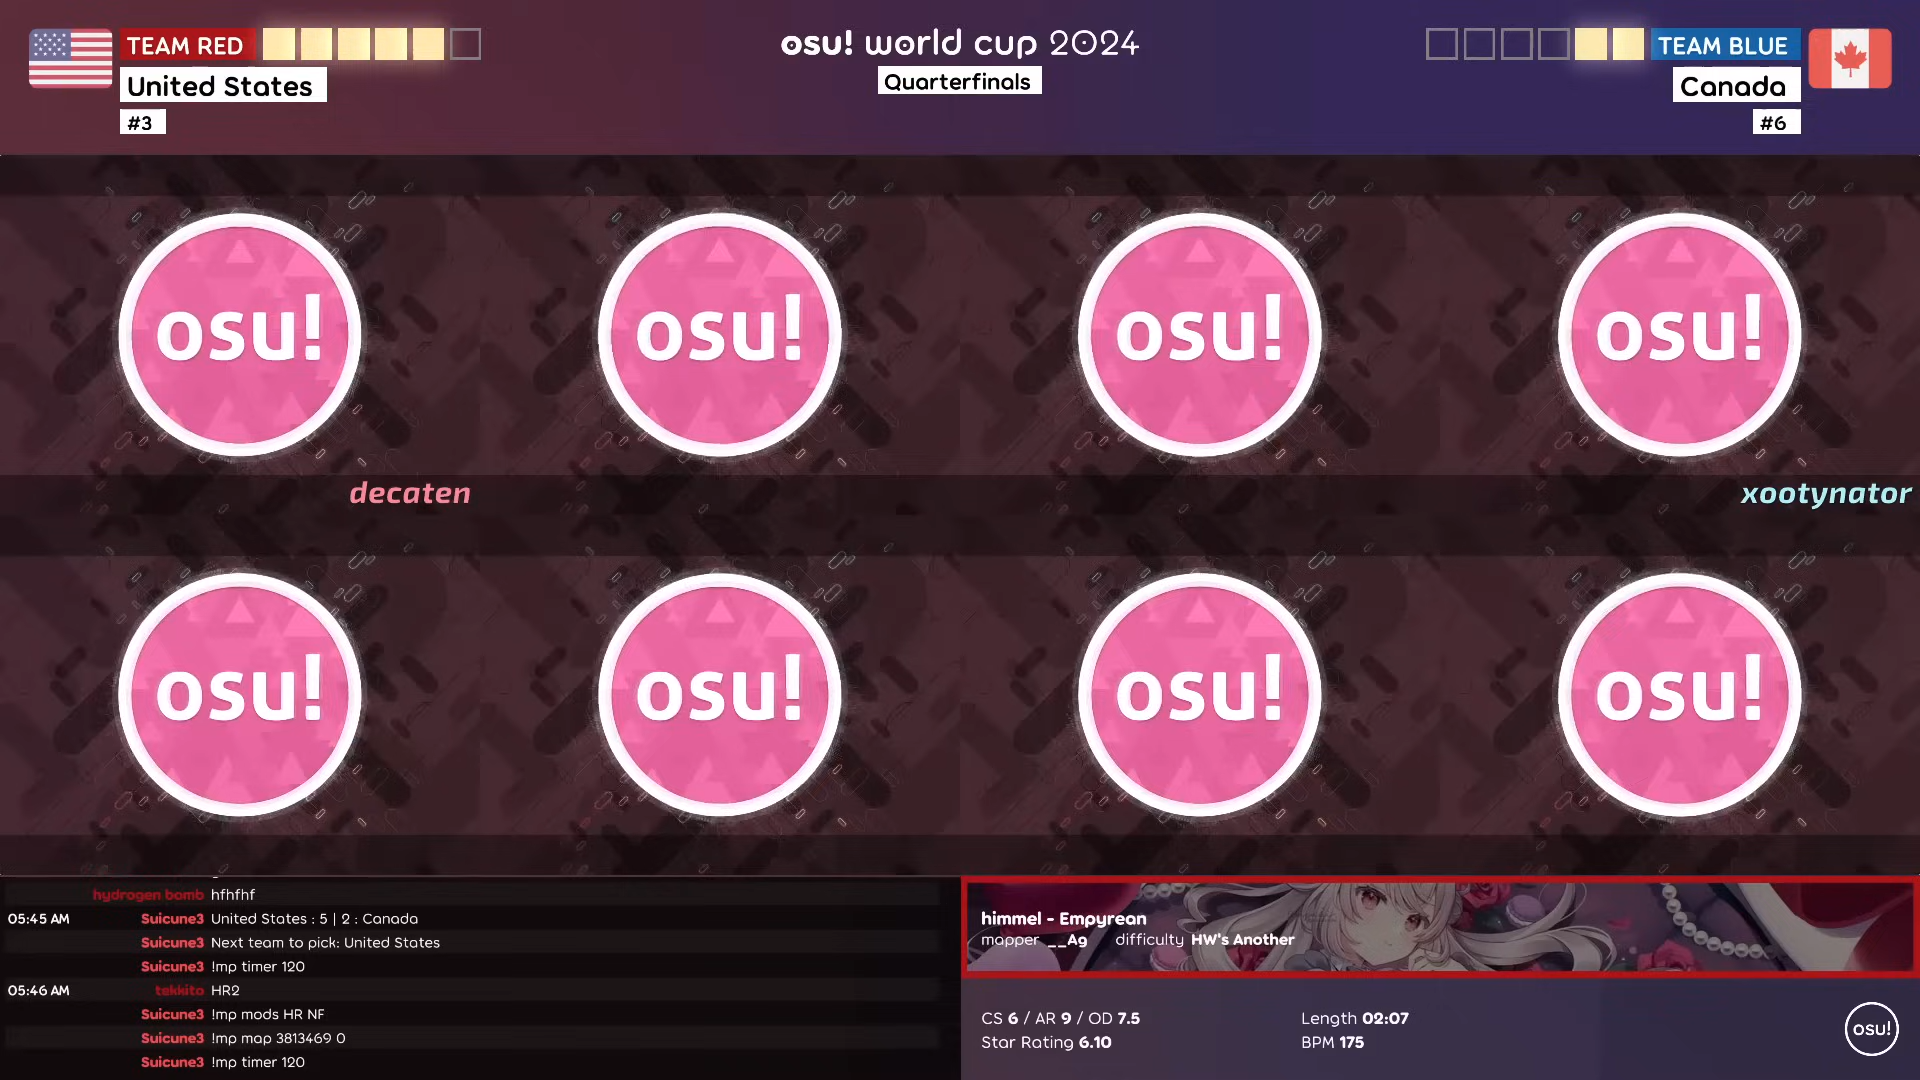 TEAM RED
United States
#3
osu! world cup 2024
Quarterfinals
TEAM BLUE
Canada
#6
osu! osu! osu! osu!
decaten
xootynator
osu! osu! osu! osu!
hydrogen bomb hfhfhf
05:45 AM Suicune3 United States : 5 | 2 : Canada
Suicune3 Next team to pick: United States
Suicune3 !mp timer 120
05:46 AM tekkito HR2
Suicune3 !mp mods HR NF
Suicune3 !mp map 3813469 0
Suicune3 !mp timer 120
himmel - Empyrean
mapper __Ag difficulty HW's Another
CS 6 / AR 9 / OD 7.5
Star Rating 6.10
Length 02:07
BPM 175
osu!